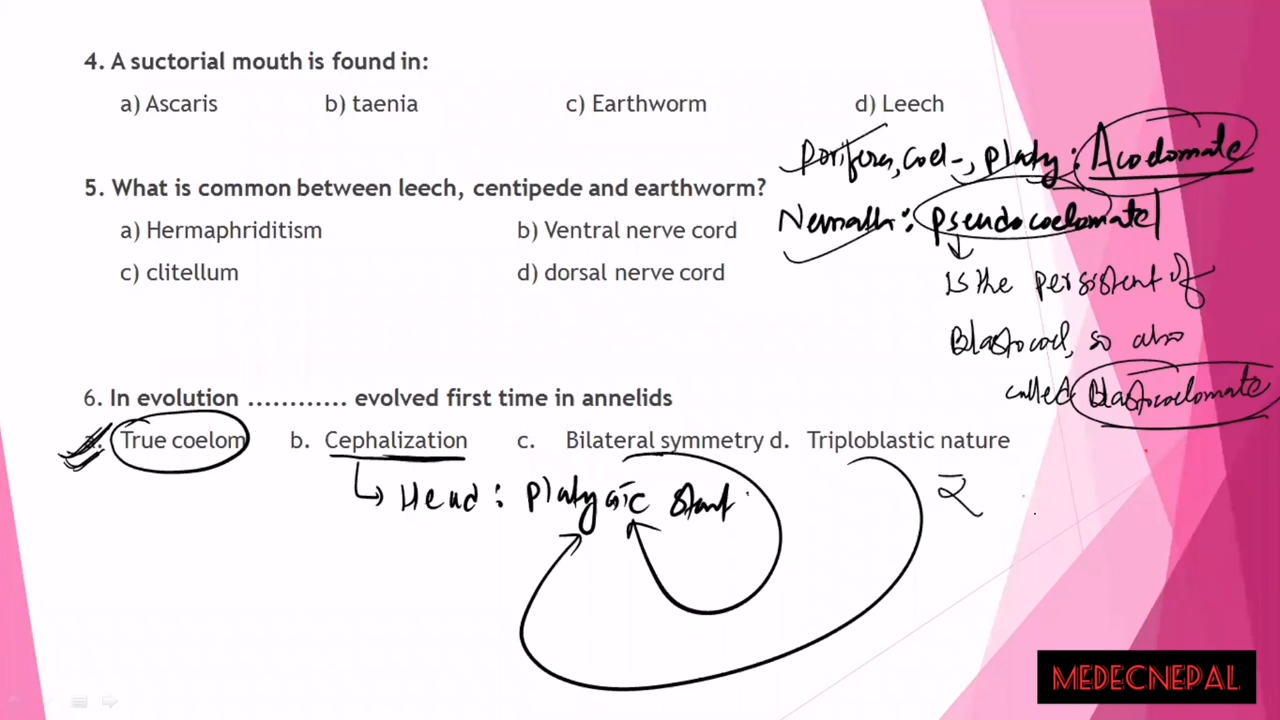 4. A suctorial mouth is found in:
a) Ascaris b) taenia c) Earthworm d) Leech
Porifera, Coel-, platy : Acoelomate
5. What is common between leech, centipede and earthworm?
a) Hermaphriditism b) Ventral nerve cord
c) clitellum d) dorsal nerve cord
: pseudocoelomate
is the persistent of
Blastocoel, so also
called Blastocoelomate
6. In evolution ............ evolved first time in annelids
a. True coelom b. Cephalization c. Bilateral symmetry d. Triploblastic nature
Head : Platy start
र
MEDECNEPAL